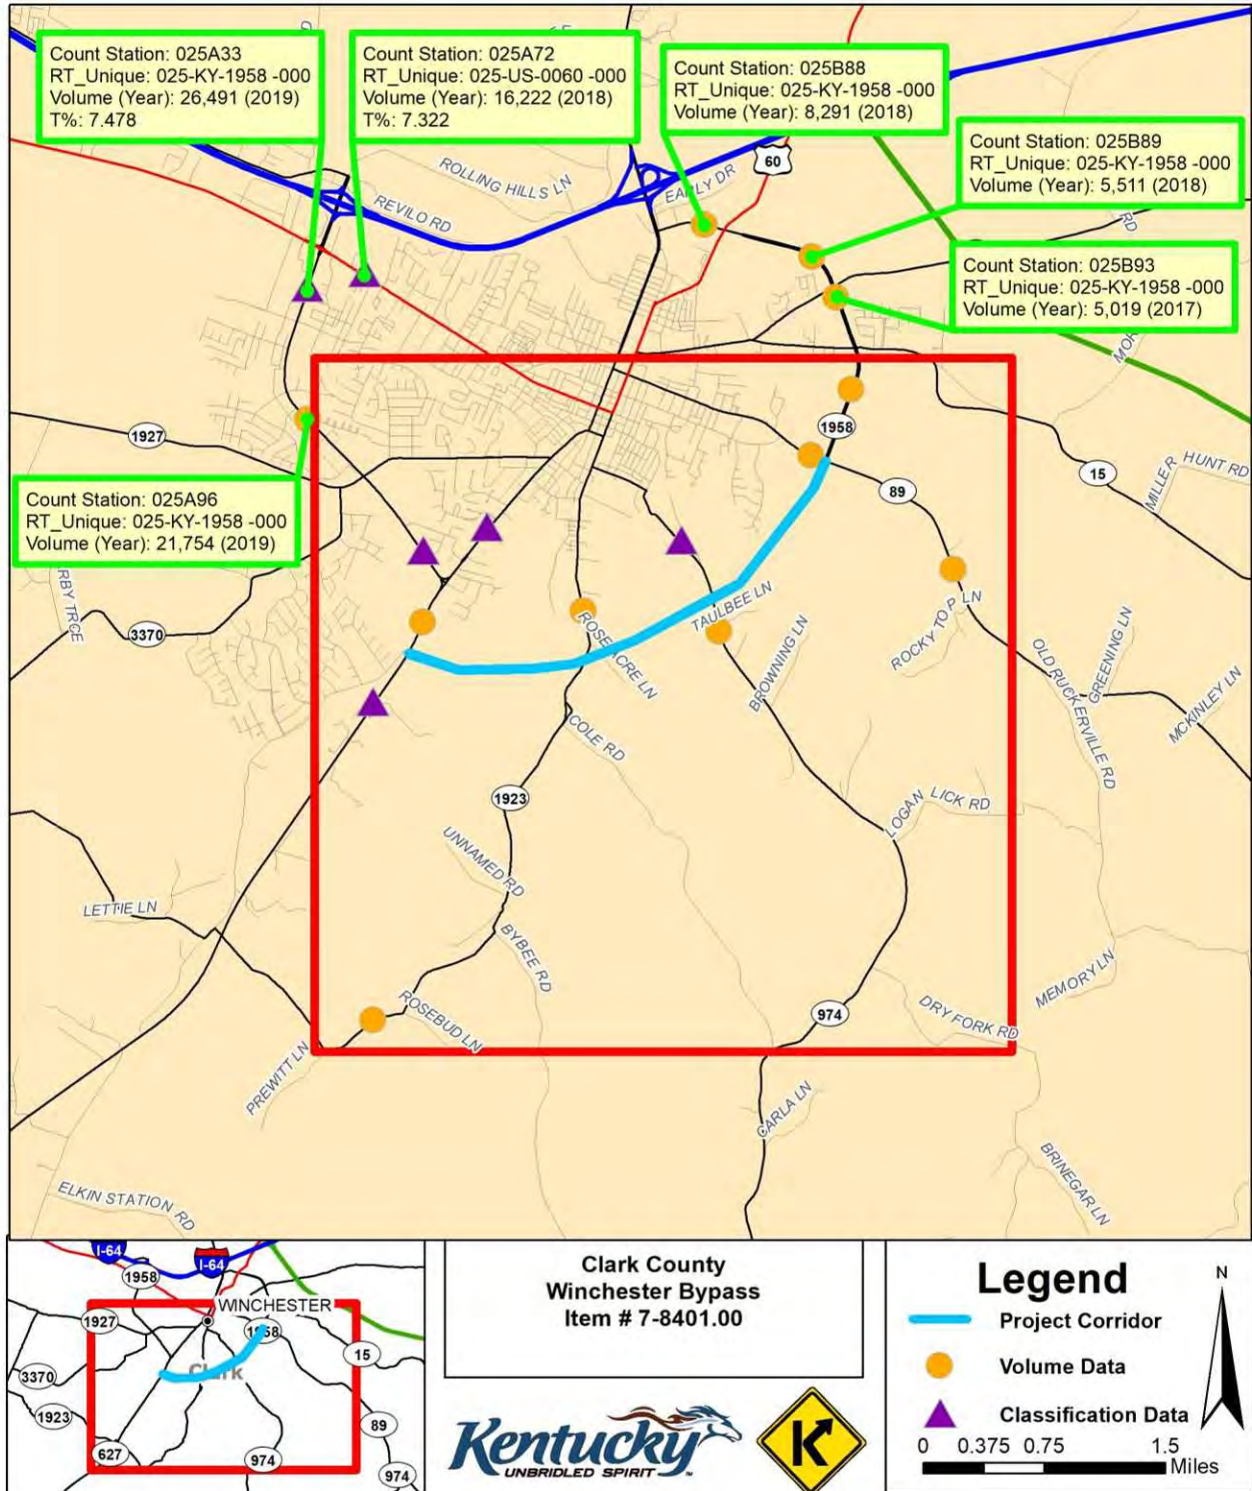 Count Station: 025A33
RT_Unique: 025-KY-1958 -000
Volume (Year): 26,491 (2019)
T%: 7.478
Count Station: 025A72
RT_Unique: 025-US-0060 -000
Volume (Year): 16,222 (2018)
T%: 7.322
Count Station: 025B88
RT_Unique: 025-KY-1958 -000
Volume (Year): 8,291 (2018)
Count Station: 025B89
RT_Unique: 025-KY-1958 -000
Volume (Year): 5,511 (2018)
Count Station: 025B93
RT_Unique: 025-KY-1958 -000
Volume (Year): 5,019 (2017)
60
ROLLING HILLS LN
EARLY DR
REVILO RD
RD
1927
1958
15
MILLER HUNT RD
89
Count Station: 025A96
RT_Unique: 025-KY-1958 -000
Volume (Year): 21,754 (2019)
3370
TAULBEE LN
ROSE ACRE LN
BROWNING LN
ROCKY TOP LN
OLD RUCKERVILLE RD
GREENING LN
MCKINLEY LN
COLE RD
1923
LOGAN LICK RD
UNNAMED RD
LETTIE LN
BYBEE RD
MEMORY LN
ROSEBUD LN
974
DRY FORK RD
PREWITT LN
CARLA LN
BRINEGAR LN
ELKIN STATION RD
I-64
I-64
1958
WINCHESTER
1927
1958
15
Clark
3370
1923
89
627
974
974
Clark County
Winchester Bypass
Item # 7-8401.00
Kentucky
UNBRIDLED SPIRIT
K
Legend
N
Project Corridor
Volume Data
Classification Data
0 0.375 0.75 1.5
Miles